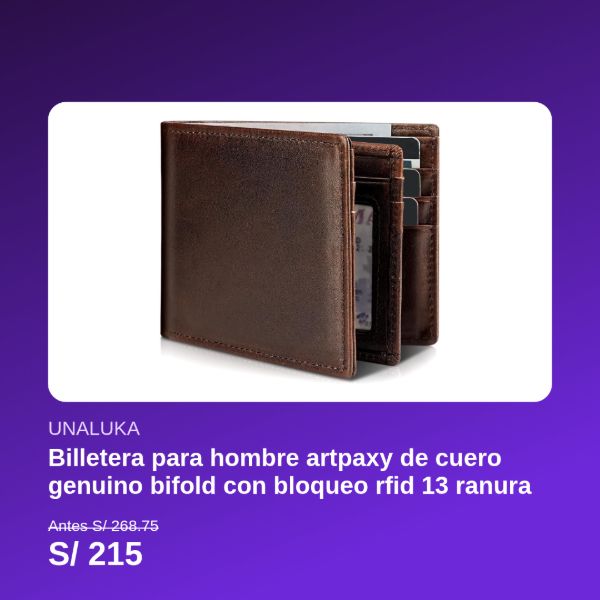 UNALUKA
Billetera para hombre artpaxy de cuero
genuino bifold con bloqueo rfid 13 ranura
Antes S/ 268.75
S/ 215